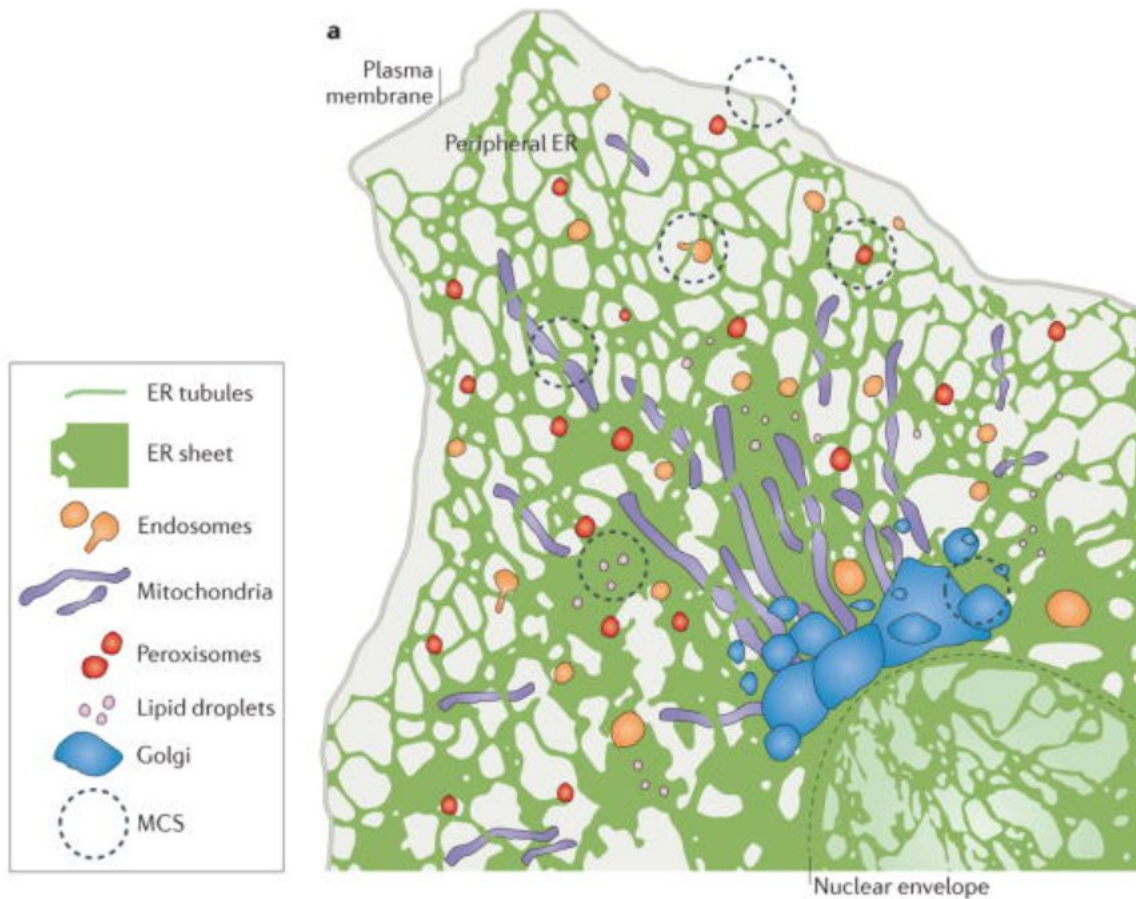 a
Plasma
membrane
Peripheral ER
ER tubules
ER sheet
Endosomes
Mitochondria
Peroxisomes
Lipid droplets
Golgi
MCS
Nuclear envelope